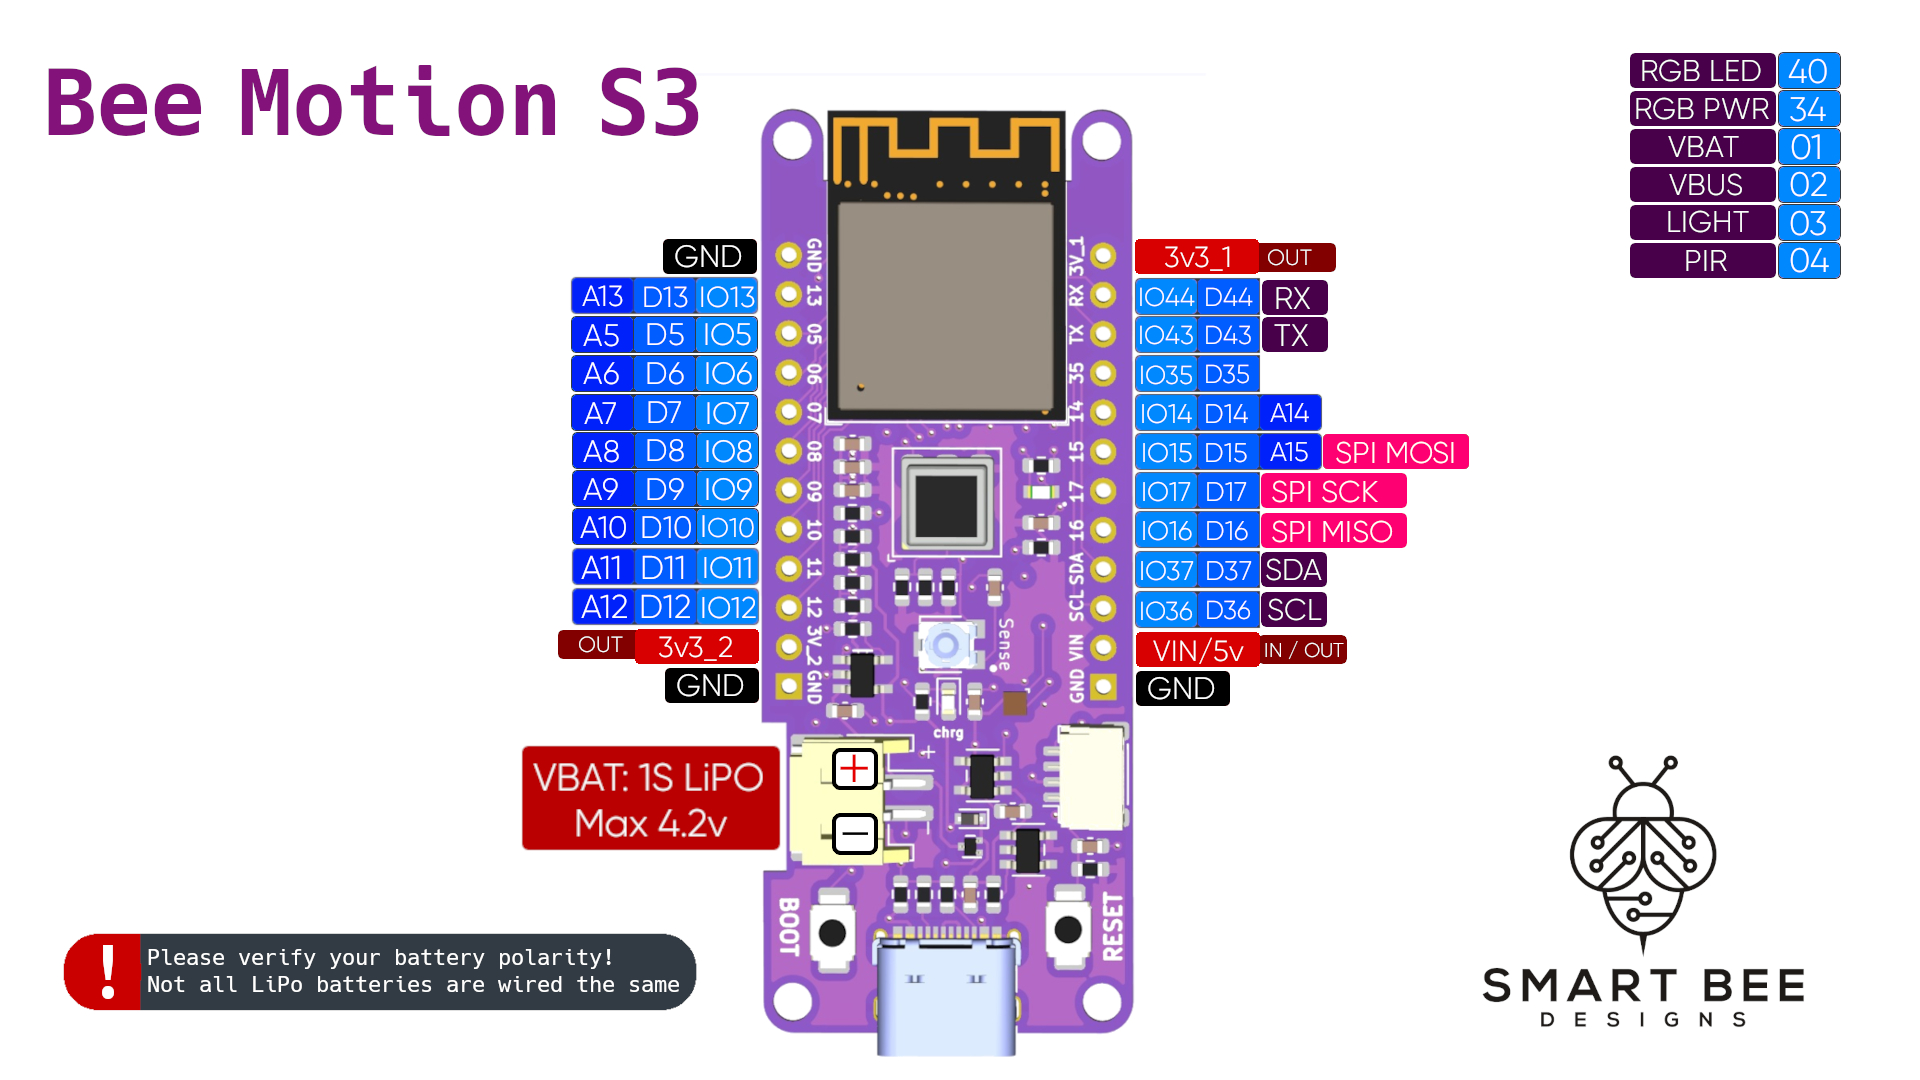 Bee Motion S3
RGB LED 40
RGB PWR 34
VBAT 01
VBUS 02
LIGHT 03
PIR 04
GND
A13 D13 IO13
A5 D5 IO5
A6 D6 IO6
A7 D7 IO7
A8 D8 IO8
A9 D9 IO9
A10 D10 IO10
A11 D11 IO11
A12 D12 IO12
OUT 3v3_2
GND
GND
13
05
06
07
08
09
10
11
12
3V_2
GND
3V_1
RX
TX
35
14
15
17
16
SDA
SCL
VIN
GND
3v3_1 OUT
IO44 D44 RX
IO43 D43 TX
IO35 D35
IO14 D14 A14
IO15 D15 A15 SPI MOSI
IO17 D17 SPI SCK
IO16 D16 SPI MISO
IO37 D37 SDA
IO36 D36 SCL
VIN/5v IN / OUT
GND
Sense
chrg
+
+
−
VBAT: 1S LiPO
Max 4.2v
BOOT
RESET
! Please verify your battery polarity!
Not all LiPo batteries are wired the same
SMART BEE
DESIGNS